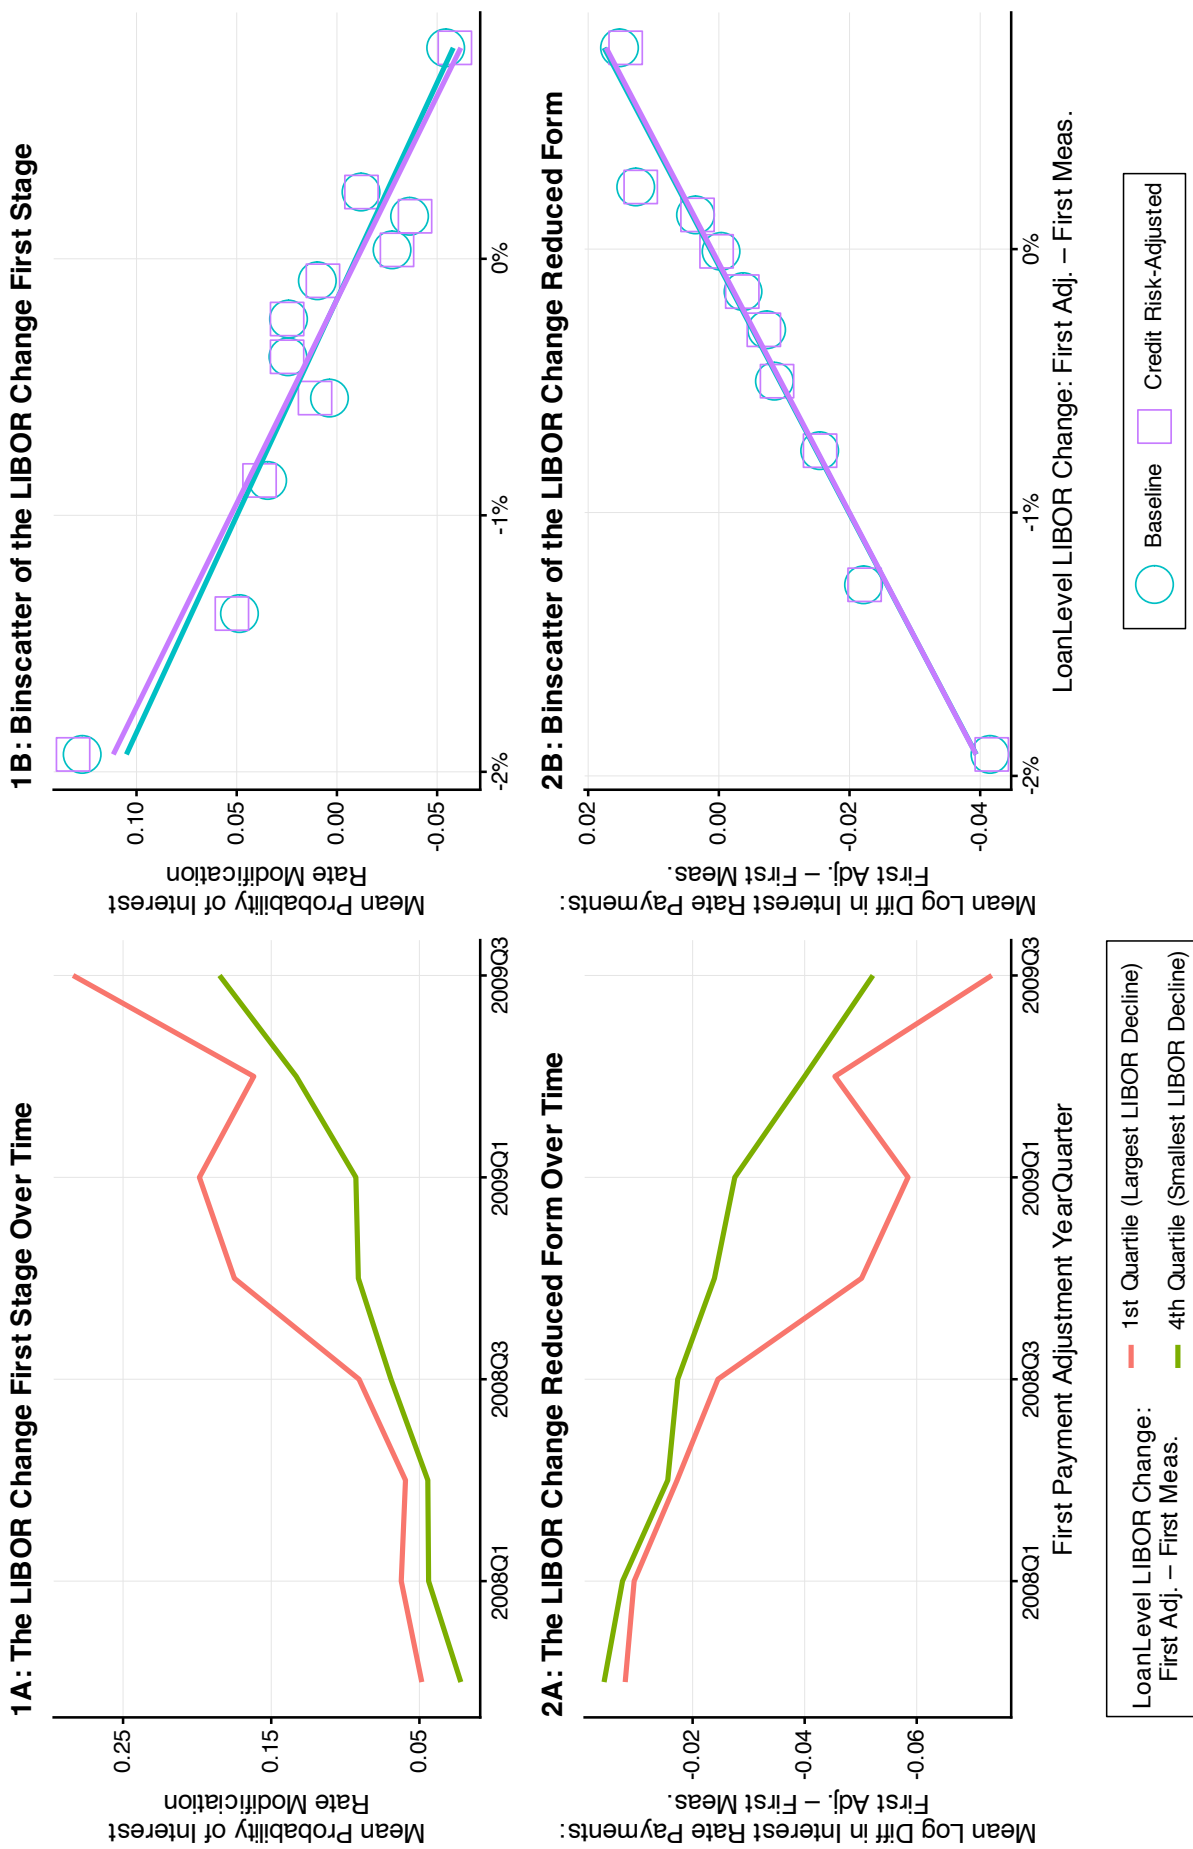 1A: The LIBOR Change First Stage Over Time
Mean Probability of Interest
Rate Modificiation
0.25
0.15
0.05
2008Q1
2008Q3
2009Q1
2009Q3
1B: Binscatter of the LIBOR Change First Stage
Mean Probability of Interest
Rate Modification
0.10
0.05
0.00
-0.05
-2%
-1%
0%
2A: The LIBOR Change Reduced Form Over Time
Mean Log Diff in Interest Rate Payments:
First Adj. – First Meas.
-0.02
-0.04
-0.06
2008Q1
2008Q3
2009Q1
2009Q3
First Payment Adjustment YearQuarter
2B: Binscatter of the LIBOR Change Reduced Form
Mean Log Diff in Interest Rate Payments:
First Adj. – First Meas.
0.02
0.00
-0.02
-0.04
-2%
-1%
0%
LoanLevel LIBOR Change: First Adj. – First Meas.
LoanLevel LIBOR Change:
First Adj. – First Meas.
1st Quartile (Largest LIBOR Decline)
4th Quartile (Smallest LIBOR Decline)
Baseline
Credit Risk-Adjusted